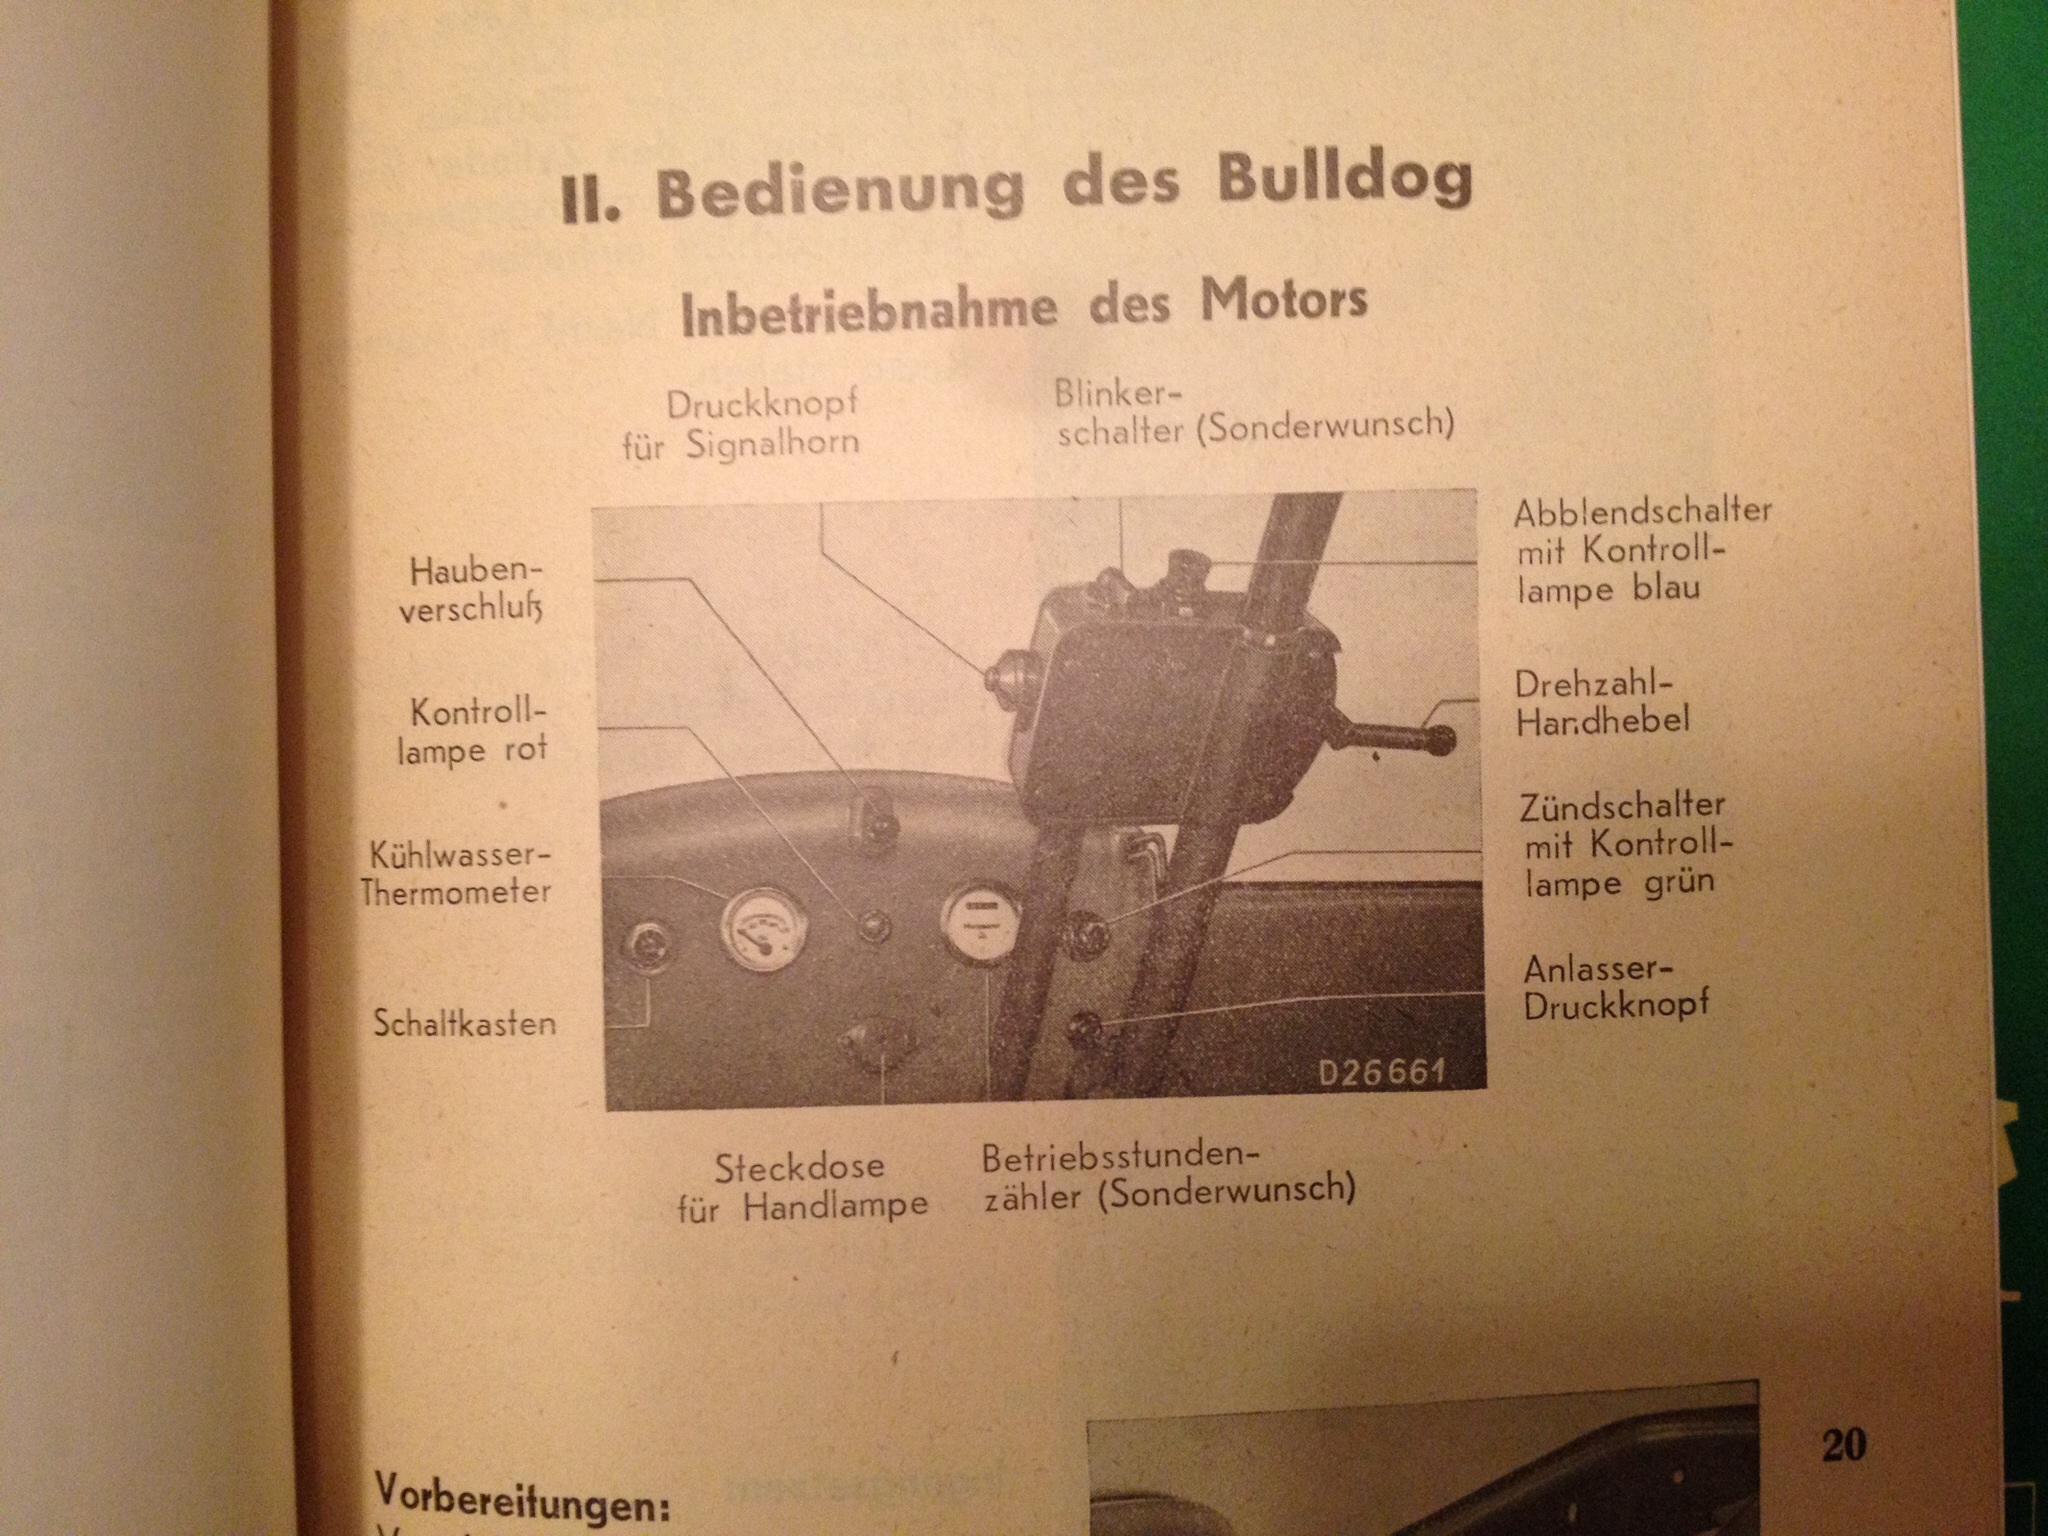 II. Bedienung des Bulldog
Inbetriebnahme des Motors
Druckknopf
für Signalhorn
Blinker-
schalter (Sonderwunsch)
Hauben-
verschluß
Kontroll-
lampe rot
Kühlwasser-
Thermometer
Schaltkasten
Abblendschalter
mit Kontroll-
lampe blau
Drehzahl-
Handhebel
Zündschalter
mit Kontroll-
lampe grün
Anlasser-
Druckknopf
D26661
Steckdose
für Handlampe
Betriebsstunden-
zähler (Sonderwunsch)
20
Vorbereitungen: